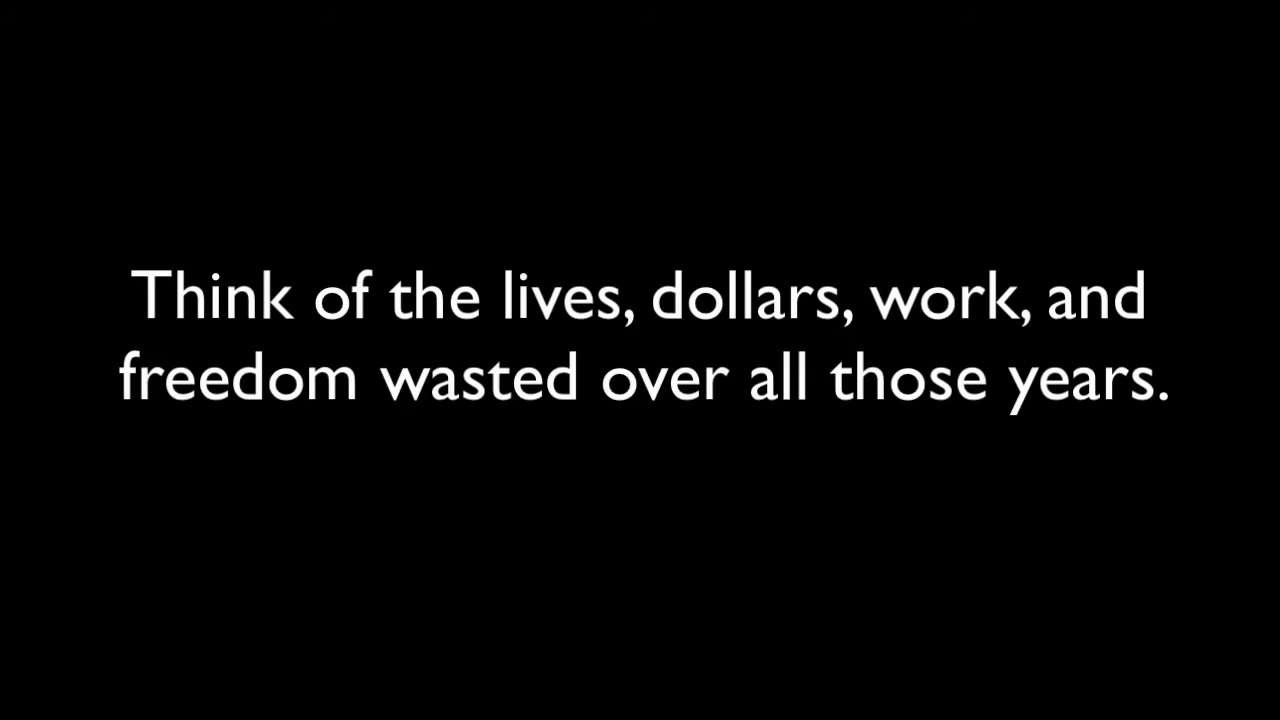 Think of the lives, dollars, work, and
freedom wasted over all those years.